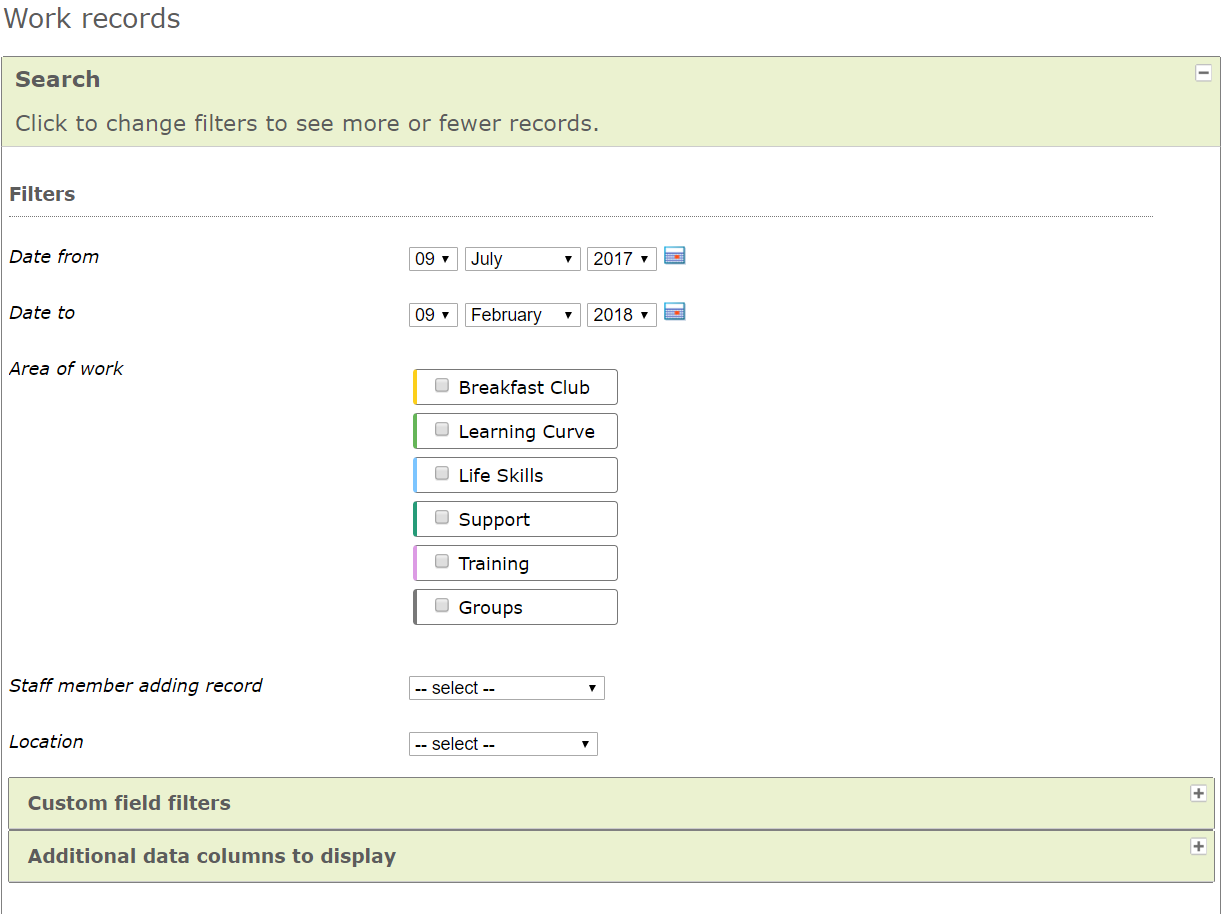 Work records
Search
Click to change filters to see more or fewer records.
Filters
Date from 09 July 2017
Date to 09 February 2018
Area of work
Breakfast Club
Learning Curve
Life Skills
Support
Training
Groups
Staff member adding record -- select --
Location -- select --
Custom field filters
Additional data columns to display